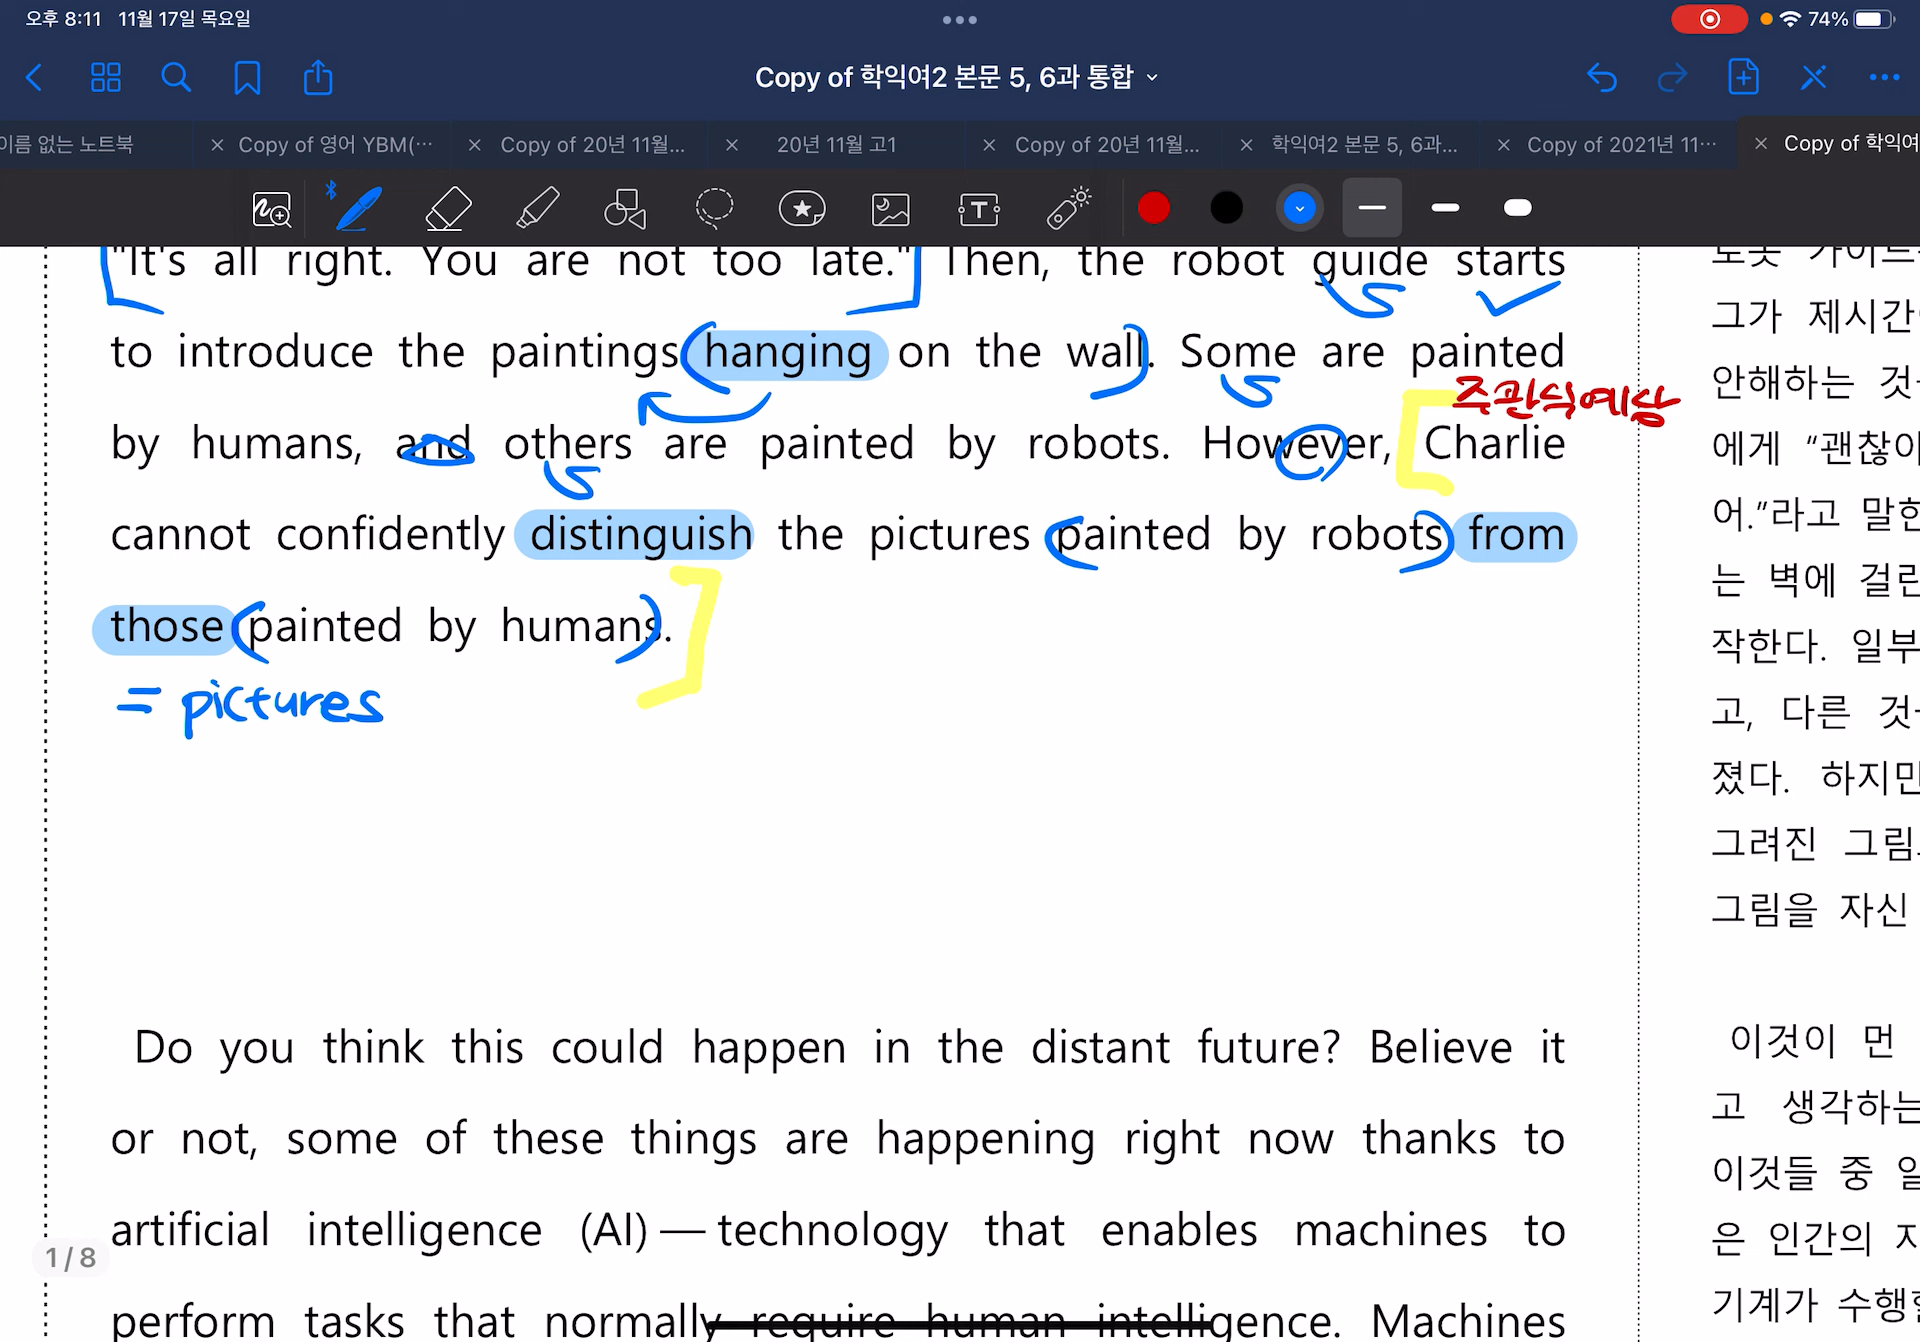 오후 8:11 11월 17일 목요일
74%
Copy of 학익여2 본문 5, 6과 통합
이름 없는 노트북
Copy of 영어 YBM(…
Copy of 20년 11월...
20년 11월 고1
Copy of 20년 11월...
학익여2 본문 5, 6과...
Copy of 2021년 11…
Copy of 학익여
"It's all right. You are not too late." Then, the robot guide starts
to introduce the paintings (hanging on the wall). Some are painted
주관식예상
by humans, and others are painted by robots. However, [Charlie
cannot confidently distinguish the pictures (painted by robots) from
those (painted by humans).]
= pictures
Do you think this could happen in the distant future? Believe it
or not, some of these things are happening right now thanks to
artificial intelligence (AI) — technology that enables machines to
perform tasks that normally require human intelligence. Machines
1 / 8
로봇 가이드
그가 제시간
안해하는 것
에게 “괜찮아
어.”라고 말한
는 벽에 걸린
작한다. 일부
고, 다른 것
졌다. 하지만
그려진 그림
그림을 자신
이것이 먼
고 생각하는
이것들 중 일
은 인간의 지
기계가 수행할